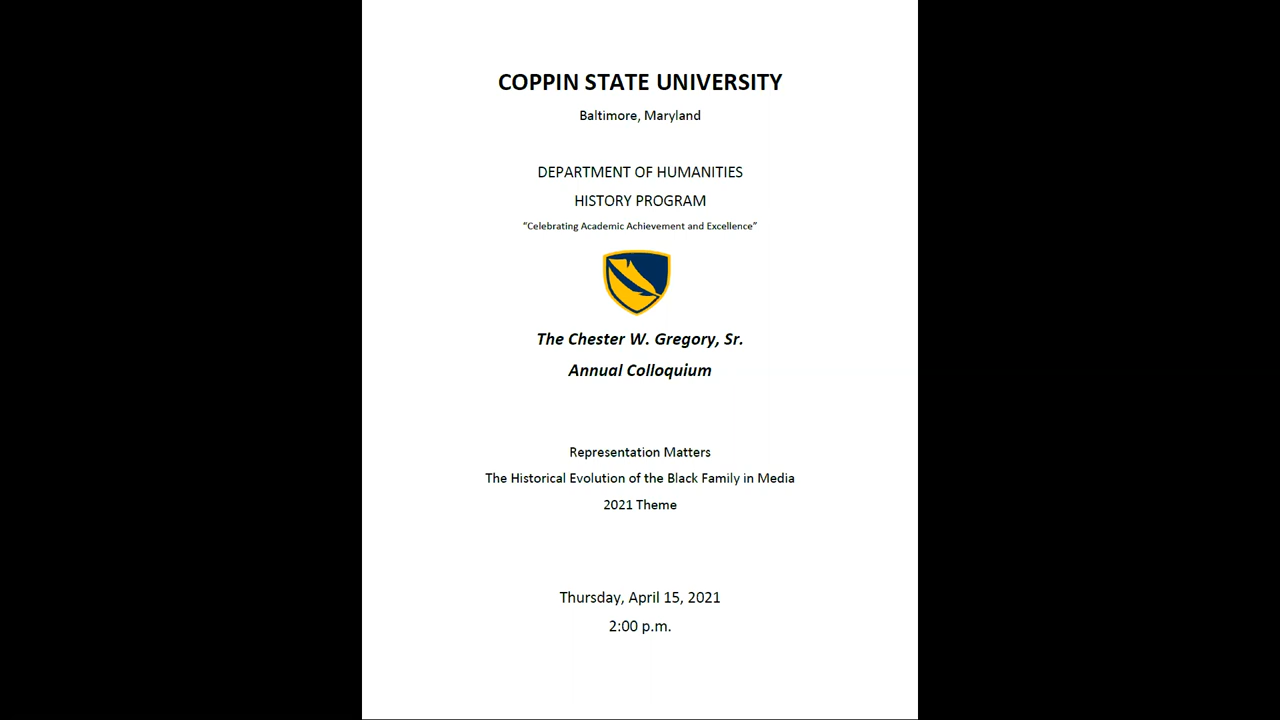 COPPIN STATE UNIVERSITY
Baltimore, Maryland
DEPARTMENT OF HUMANITIES
HISTORY PROGRAM
“Celebrating Academic Achievement and Excellence”
The Chester W. Gregory, Sr.
Annual Colloquium
Representation Matters
The Historical Evolution of the Black Family in Media
2021 Theme
Thursday, April 15, 2021
2:00 p.m.